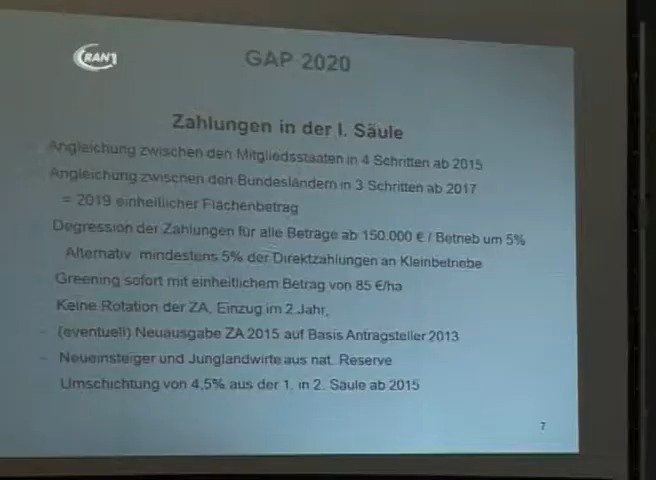 RAN1
GAP 2020
Zahlungen in der I. Säule
Angleichung zwischen den Mitgliedsstaaten in 4 Schritten ab 2015
Angleichung zwischen den Bundesländern in 3 Schritten ab 2017
= 2019 einheitlicher Flächenbetrag
Degression der Zahlungen für alle Beträge ab 150.000 € / Betrieb um 5%
Alternativ mindestens 5% der Direktzahlungen an Kleinbetriebe
- Greening sofort mit einheitlichem Betrag von 85 €/ha
Keine Rotation der ZA, Einzug im 2.Jahr,
- (eventuell) Neuausgabe ZA 2015 auf Basis Antragsteller 2013
- Neueinsteiger und Junglandwirte aus nat. Reserve
Umschichtung von 4,5% aus der 1. in 2. Säule ab 2015
7